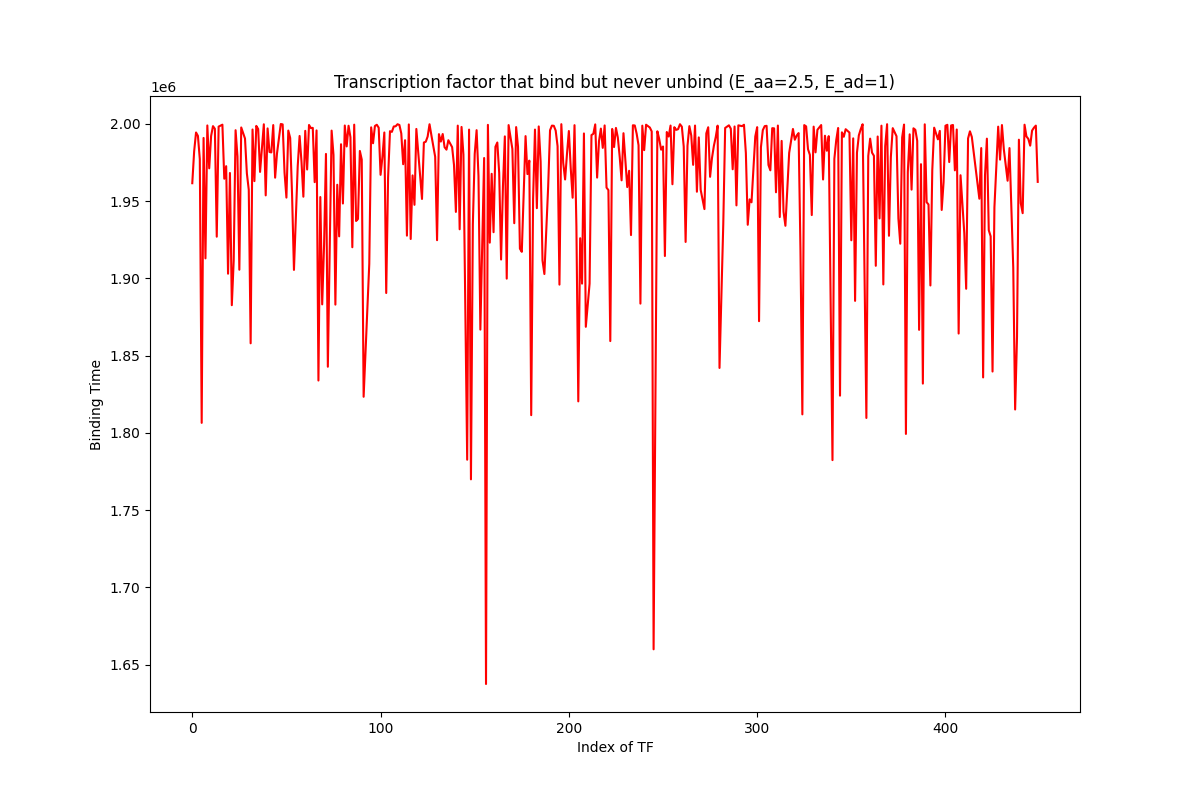 Transcription factor that bind but never unbind (E_aa=2.5, E_ad=1)
1e6
2.00
1.95
1.90
1.85
1.80
1.75
1.70
1.65
Binding Time
0 100 200 300 400
Index of TF